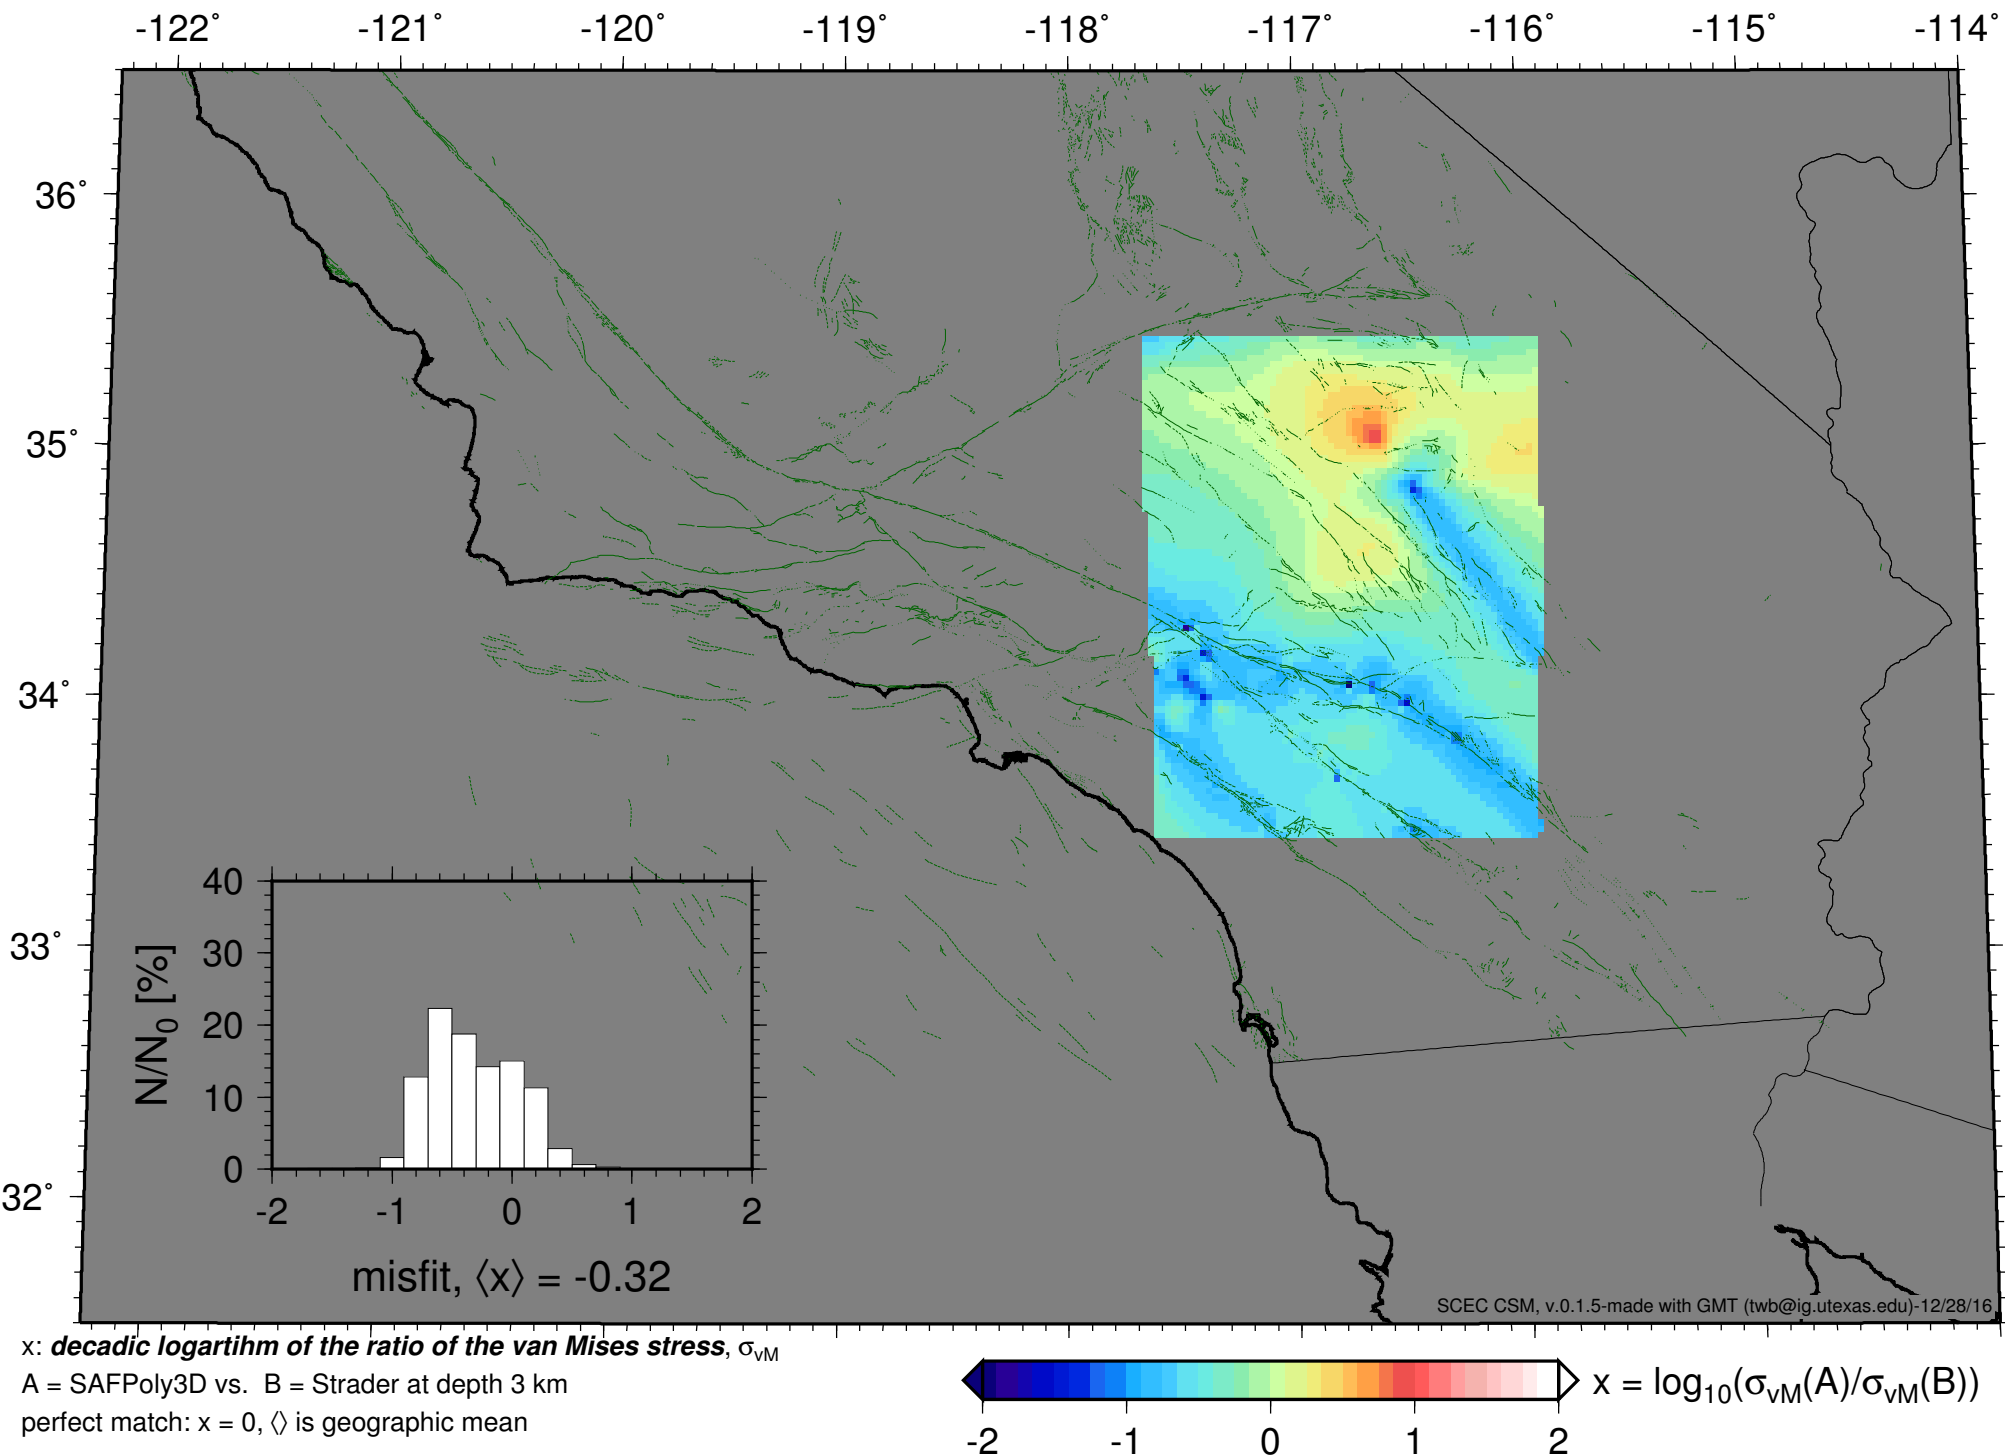 -122˚ -121˚ -120˚ -119˚ -118˚ -117˚ -116˚ -115˚ -114˚
36˚
35˚
34˚
33˚
32˚
40
30
20
10
0
N/N0 [%]
-2 -1 0 1 2
misfit, ⟨x⟩ = -0.32
SCEC CSM, v.0.1.5-made with GMT (twb@ig.utexas.edu)-12/28/16
x: decadic logartihm of the ratio of the van Mises stress, σvM
A = SAFPoly3D vs. B = Strader at depth 3 km
perfect match: x = 0, ⟨⟩ is geographic mean
x = log10(σvM(A)/σvM(B))
-2 -1 0 1 2